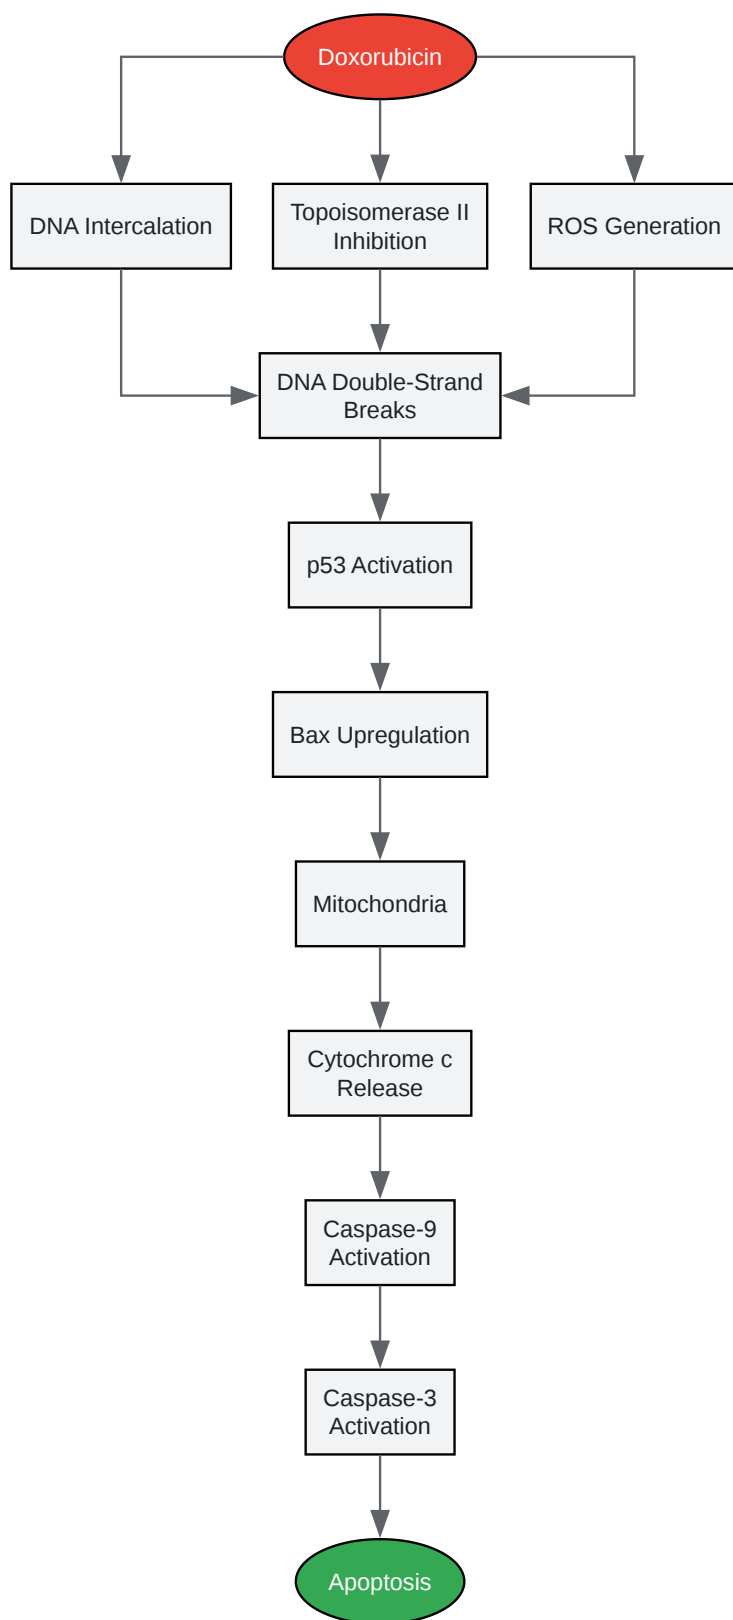 Doxorubicin
DNA Intercalation
Topoisomerase II
Inhibition
ROS Generation
DNA Double-Strand
Breaks
p53 Activation
Bax Upregulation
Mitochondria
Cytochrome c
Release
Caspase-9
Activation
Caspase-3
Activation
Apoptosis